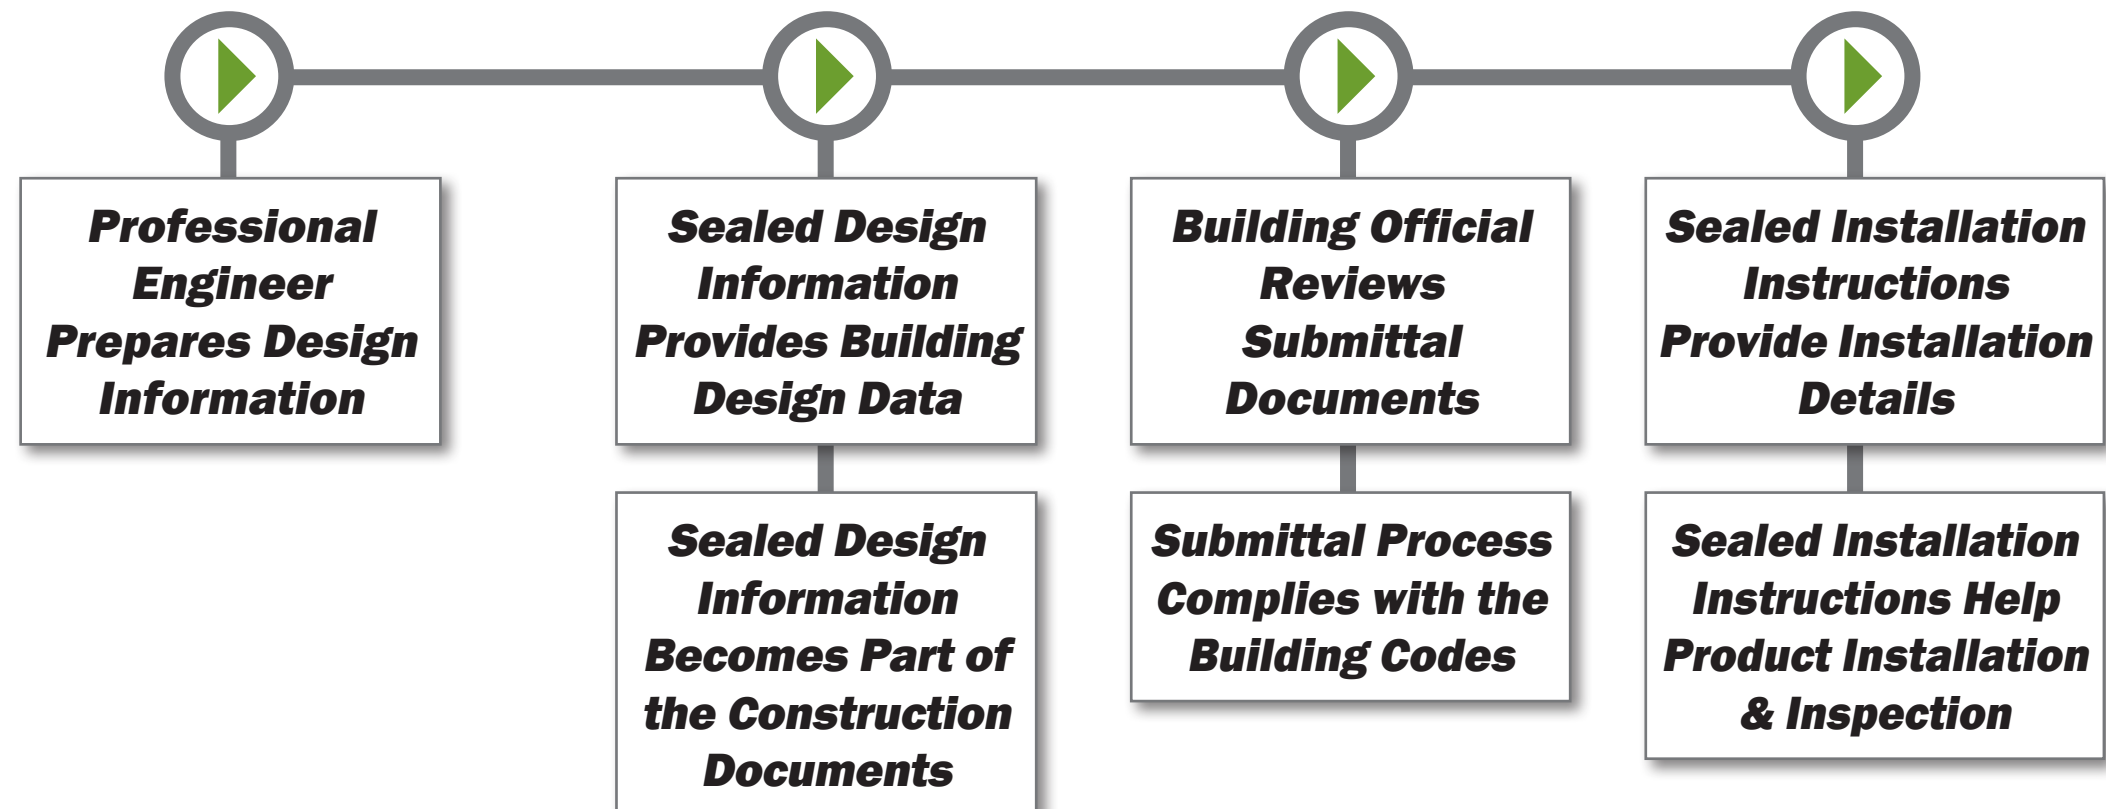 Professional
Engineer
Prepares Design
Information
Sealed Design
Information
Provides Building
Design Data
Sealed Design
Information
Becomes Part of
the Construction
Documents
Building Official
Reviews
Submittal
Documents
Submittal Process
Complies with the
Building Codes
Sealed Installation
Instructions
Provide Installation
Details
Sealed Installation
Instructions Help
Product Installation
& Inspection